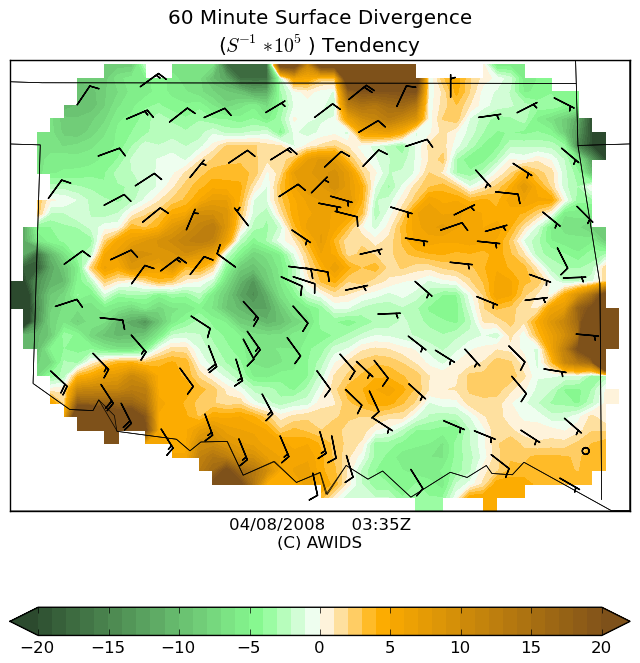 60 Minute Surface Divergence
(S⁻¹ *10⁵ ) Tendency
04/08/2008 03:35Z
(C) AWIDS
−20 −15 −10 −5 0 5 10 15 20